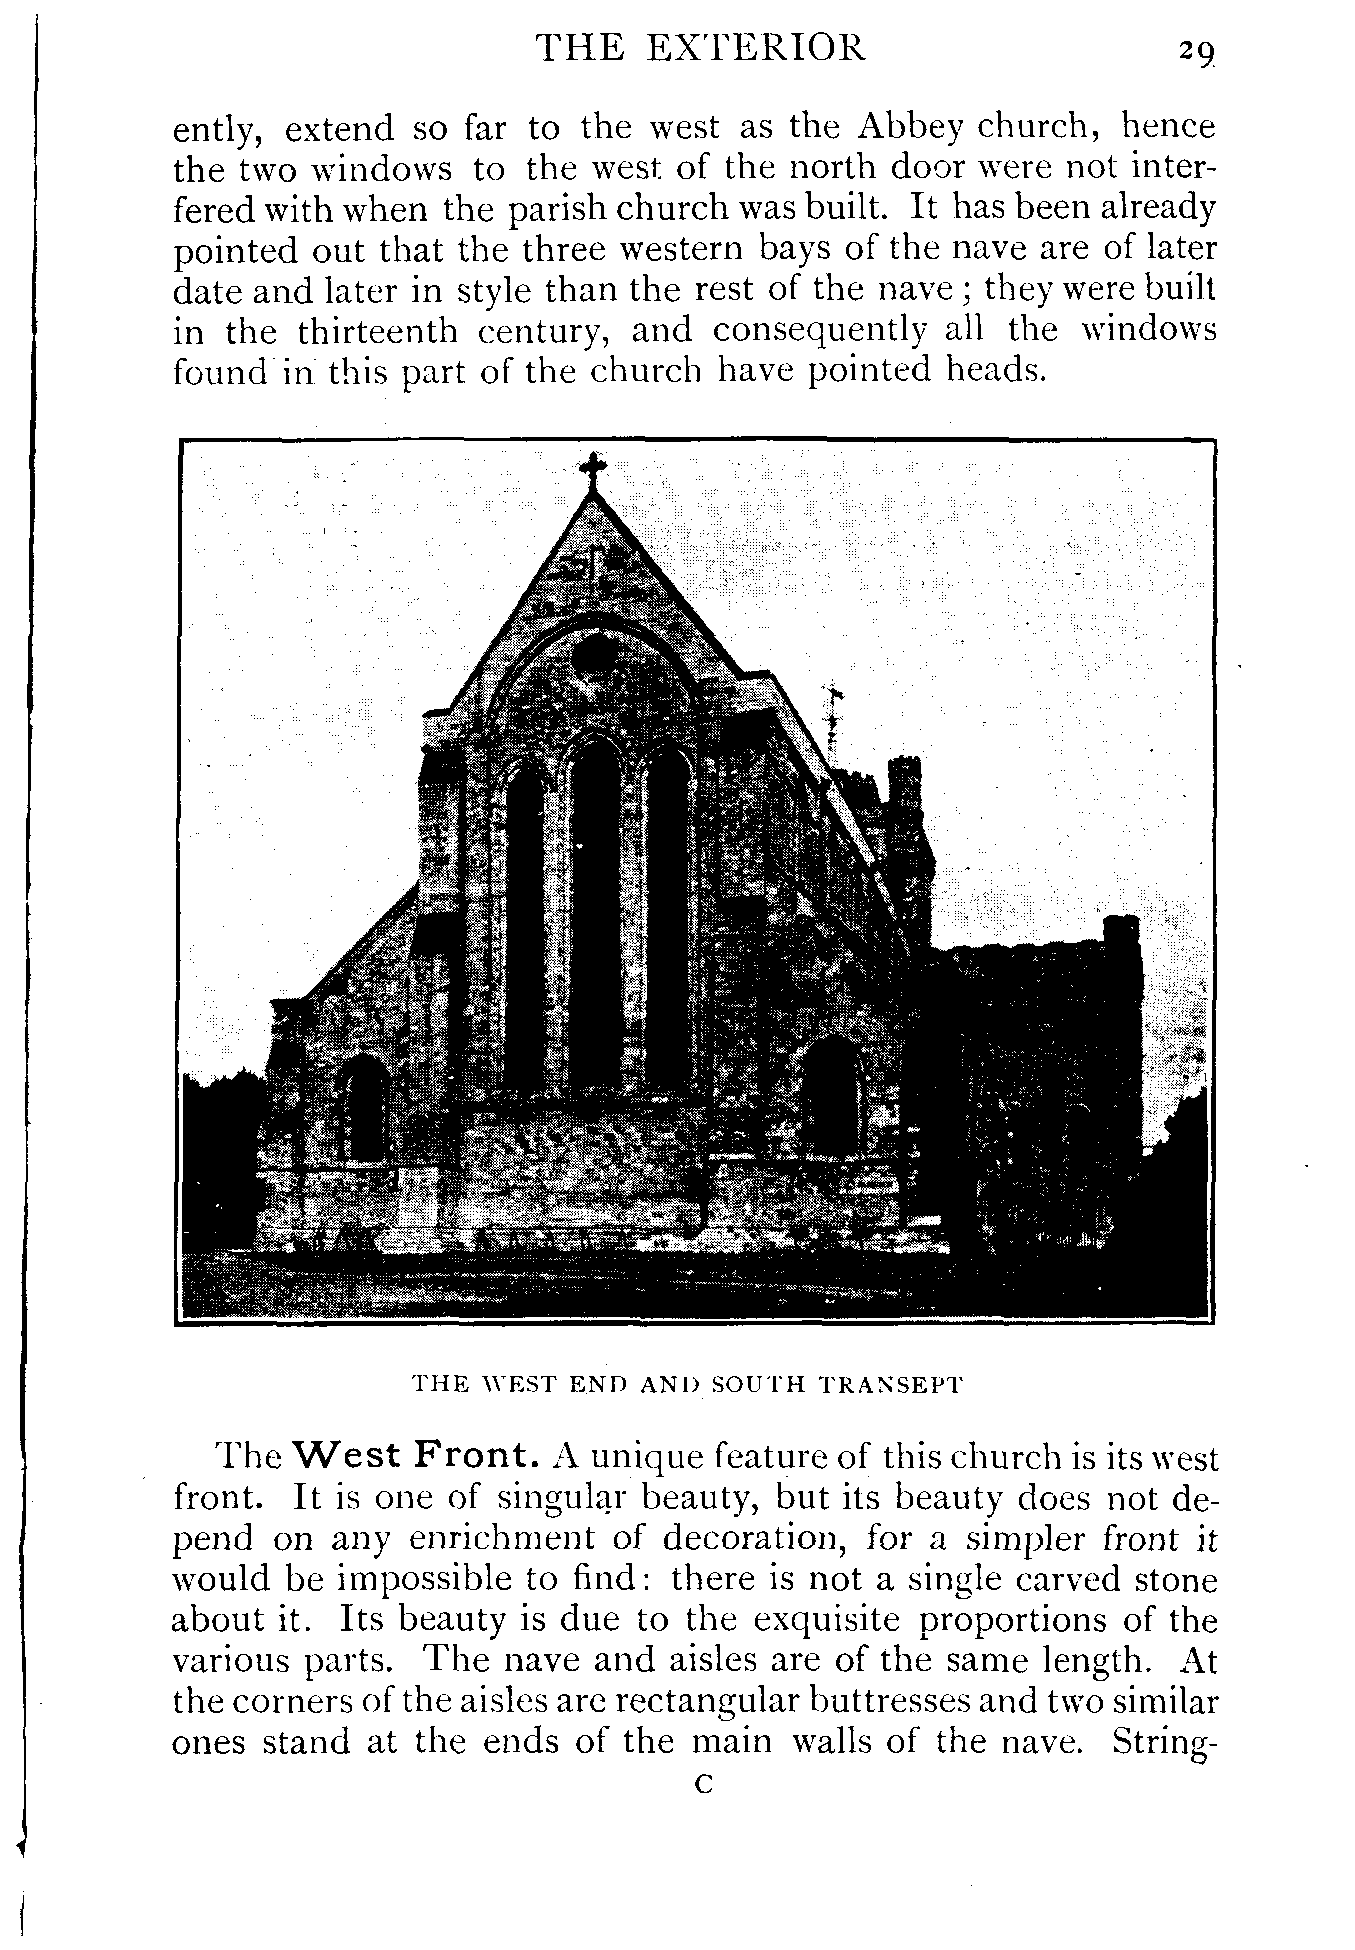 THE EXTERIOR 29
ently, extend so far to the west as the Abbey church, hence
the two windows to the west of the north door were not inter-
fered with when the parish church was built. It has been already
pointed out that the three western bays of the nave are of later
date and later in style than the rest of the nave; they were built
in the thirteenth century, and consequently all the windows
found in this part of the church have pointed heads.
THE WEST END AND SOUTH TRANSEPT
The West Front. A unique feature of this church is its west
front. It is one of singular beauty, but its beauty does not de-
pend on any enrichment of decoration, for a simpler front it
would be impossible to find: there is not a single carved stone
about it. Its beauty is due to the exquisite proportions of the
various parts. The nave and aisles are of the same length. At
the corners of the aisles are rectangular buttresses and two similar
ones stand at the ends of the main walls of the nave. String-
C